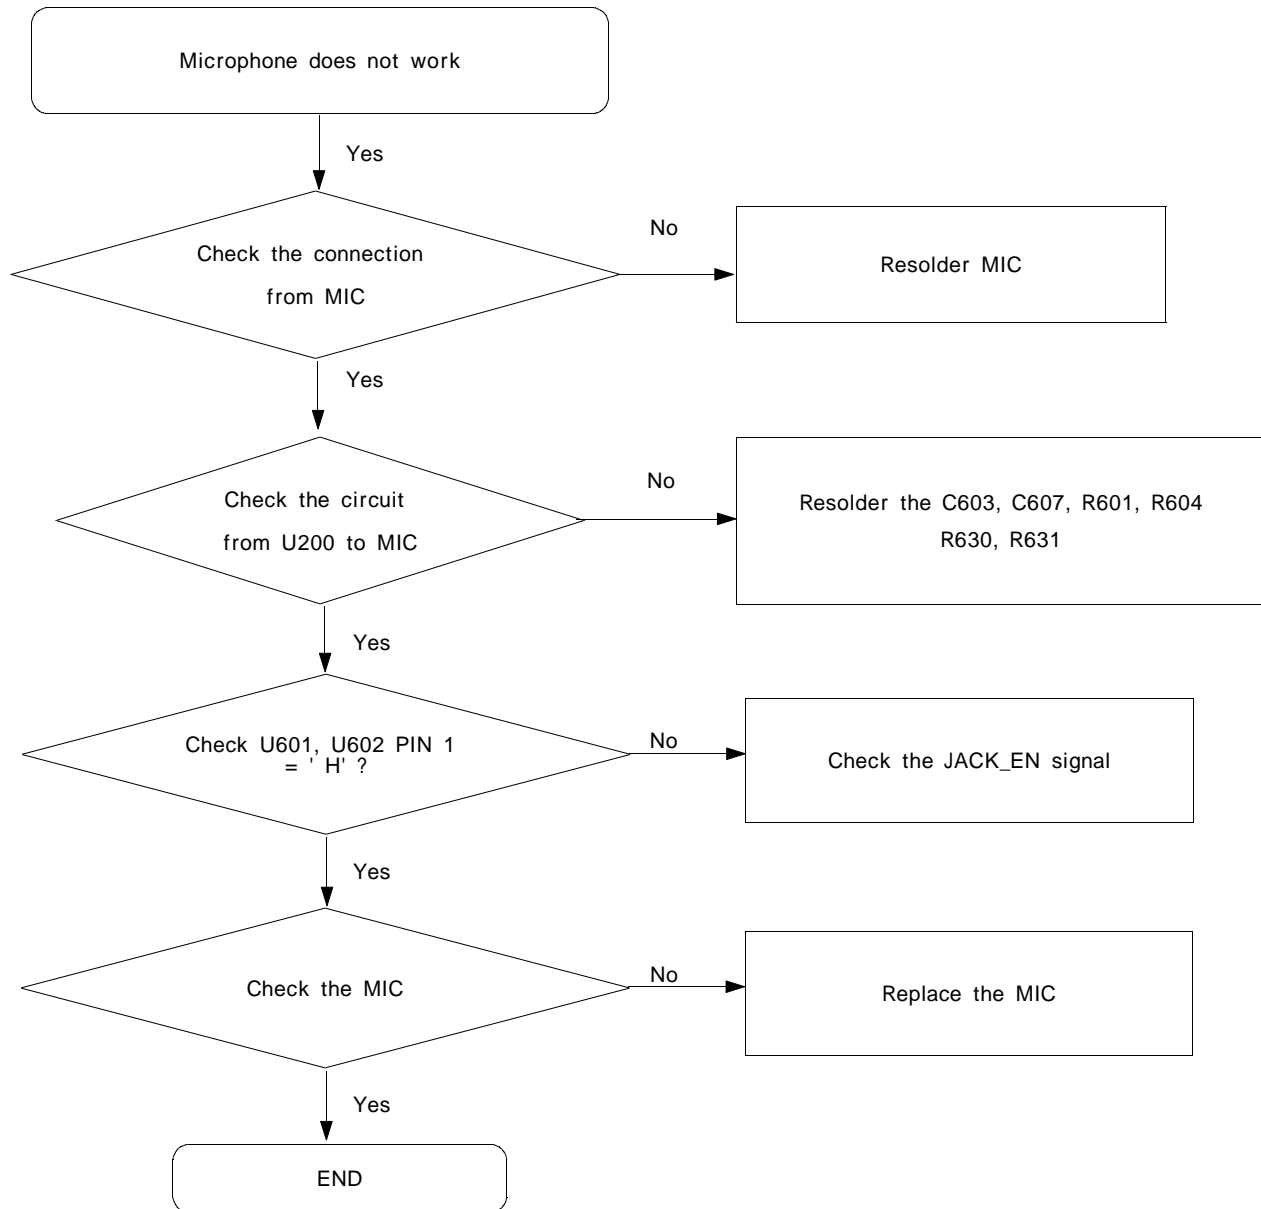 Microphone does not work
Yes
Check the connection
from MIC
No
Resolder MIC
Yes
Check the circuit
from U200 to MIC
No
Resolder the C603, C607, R601, R604
R630, R631
Yes
Check U601, U602 PIN 1
= ' H' ?
No
Check the JACK_EN signal
Yes
Check the MIC
No
Replace the MIC
Yes
END